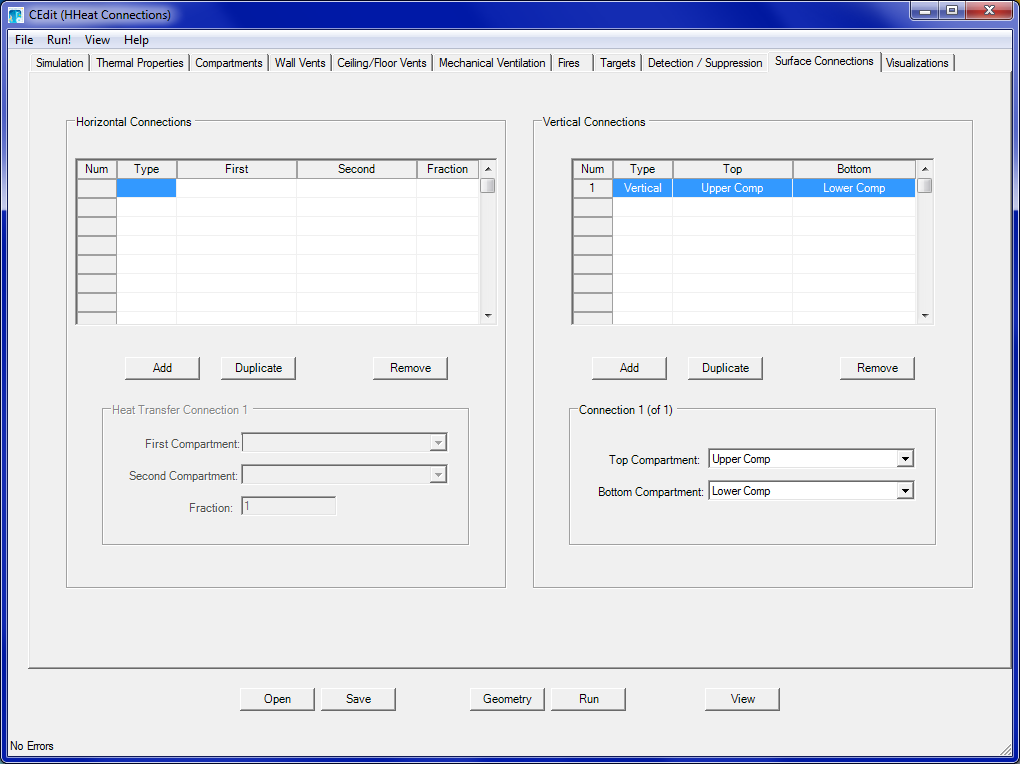 CEdit (HHeat Connections)
File Run! View Help
Simulation Thermal Properties Compartments Wall Vents Ceiling/Floor Vents Mechanical Ventilation Fires Targets Detection / Suppression Surface Connections Visualizations
Horizontal Connections
Num Type First Second Fraction
Add Duplicate Remove
Heat Transfer Connection 1
First Compartment:
Second Compartment:
Fraction: 1
Vertical Connections
Num Type Top Bottom
1 Vertical Upper Comp Lower Comp
Add Duplicate Remove
Connection 1 (of 1)
Top Compartment: Upper Comp
Bottom Compartment: Lower Comp
Open Save Geometry Run View
No Errors